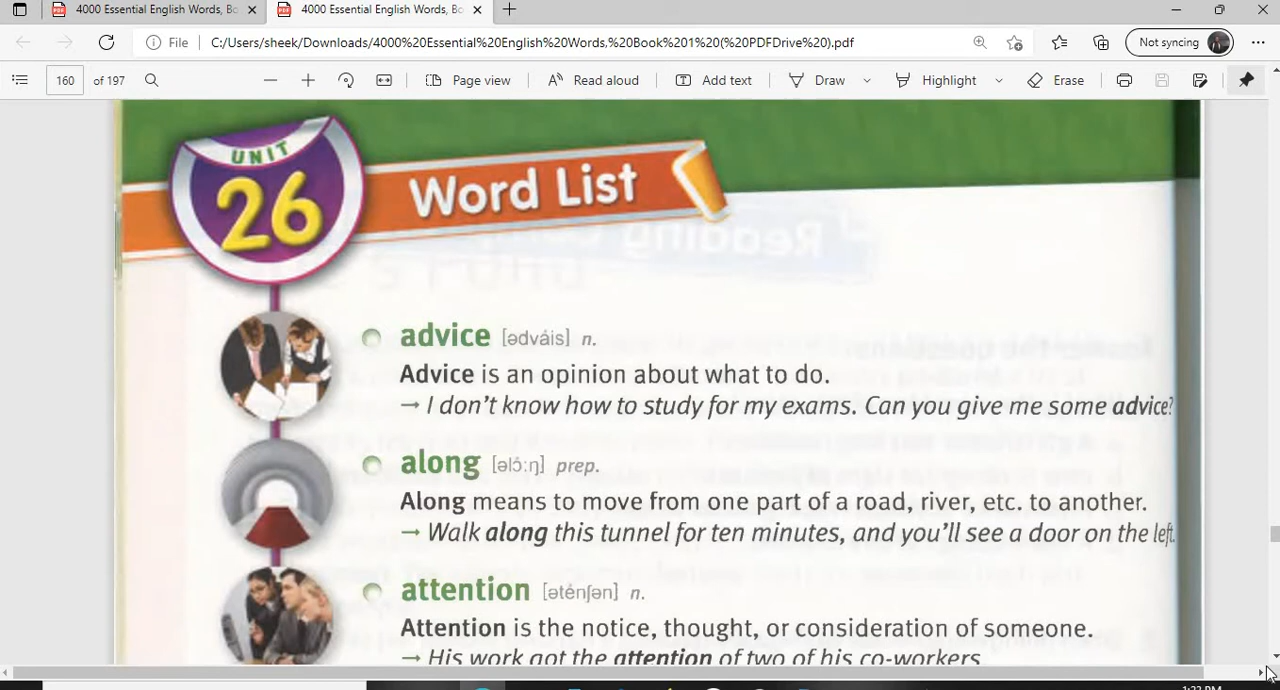 4000 Essential English Words, Bo
4000 Essential English Words, Bo
File C:/Users/sheek/Downloads/4000%20Essential%20English%20Words,%20Book%201%20(%20PDFDrive%20).pdf
Not syncing
160 of 197
Page view
Read aloud
Add text
Draw
Highlight
Erase
UNIT
26
Word List
advice [ədváis] n.
Advice is an opinion about what to do.
→ I don't know how to study for my exams. Can you give me some advice?
along [əlɔ́:ŋ] prep.
Along means to move from one part of a road, river, etc. to another.
→ Walk along this tunnel for ten minutes, and you'll see a door on the left.
attention [əténʃən] n.
Attention is the notice, thought, or consideration of someone.
→ His work got the attention of two of his co-workers